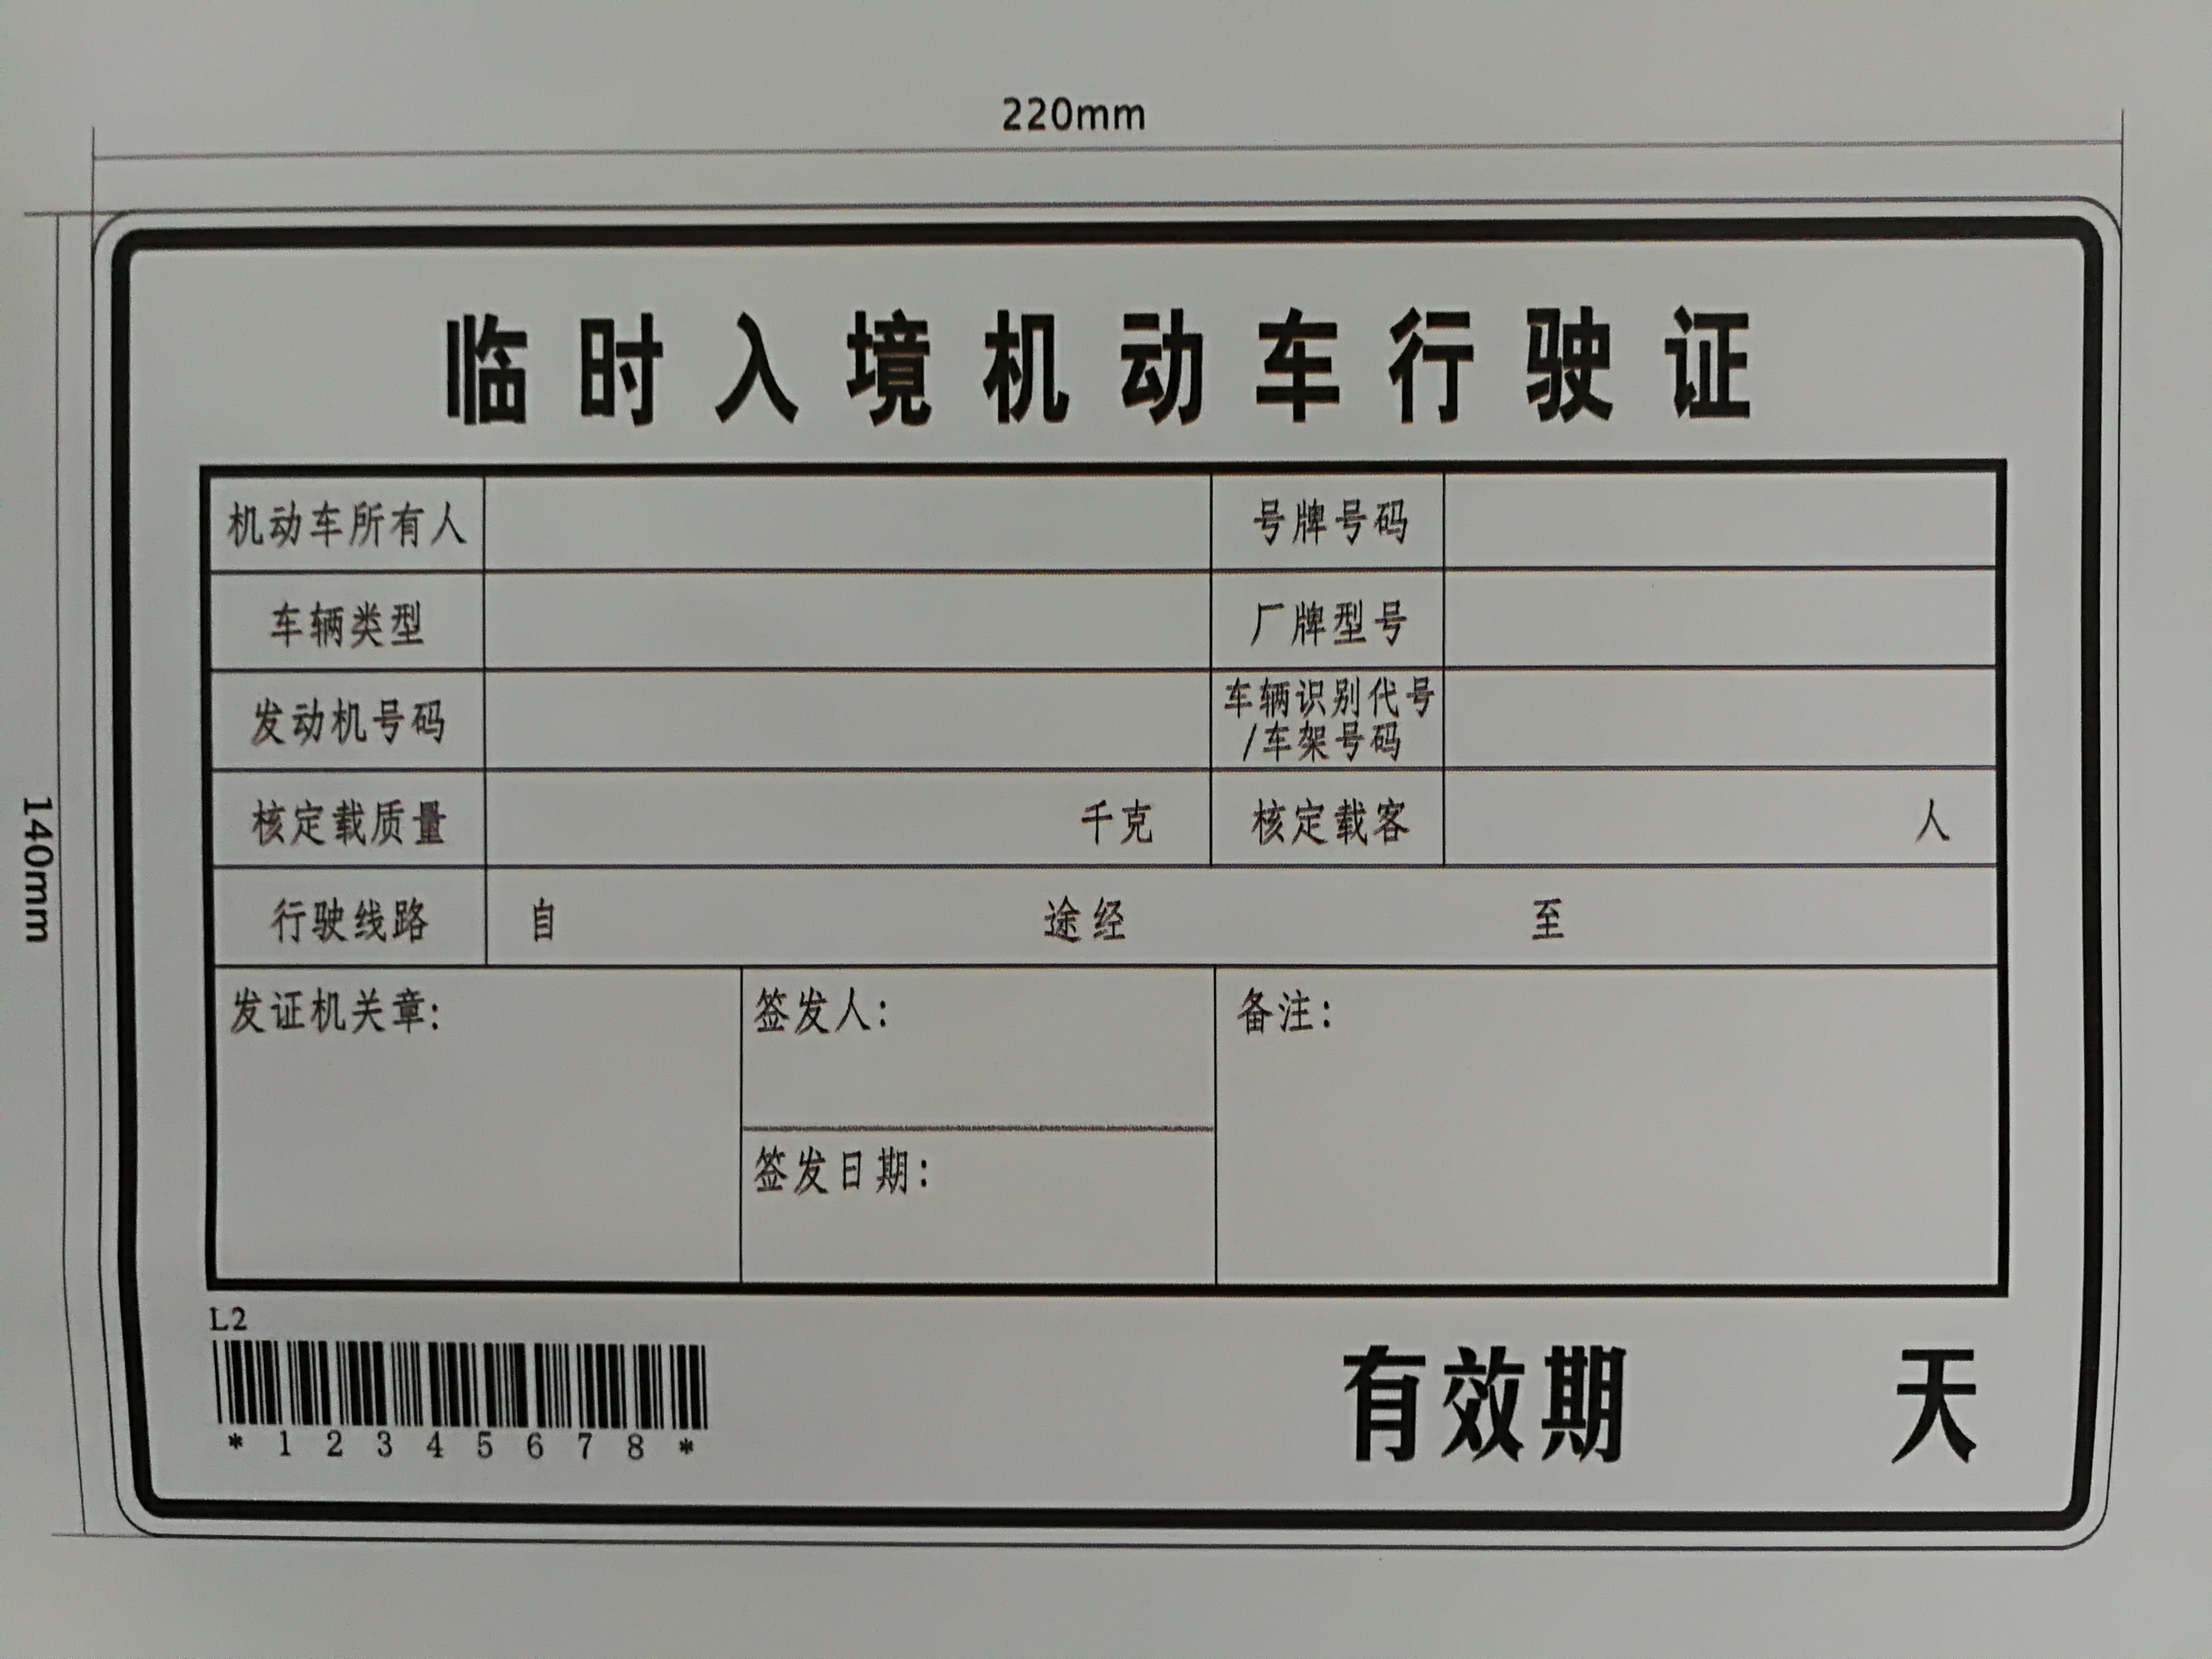 220mm
140mm
临时入境机动车行驶证
机动车所有人 号牌号码
车辆类型 厂牌型号
发动机号码 车辆识别代号
/车架号码
核定载质量 千克 核定载客 人
行驶线路 自 途经 至
发证机关章: 签发人: 备注:
签发日期:
L2
*12345678*
有效期 天